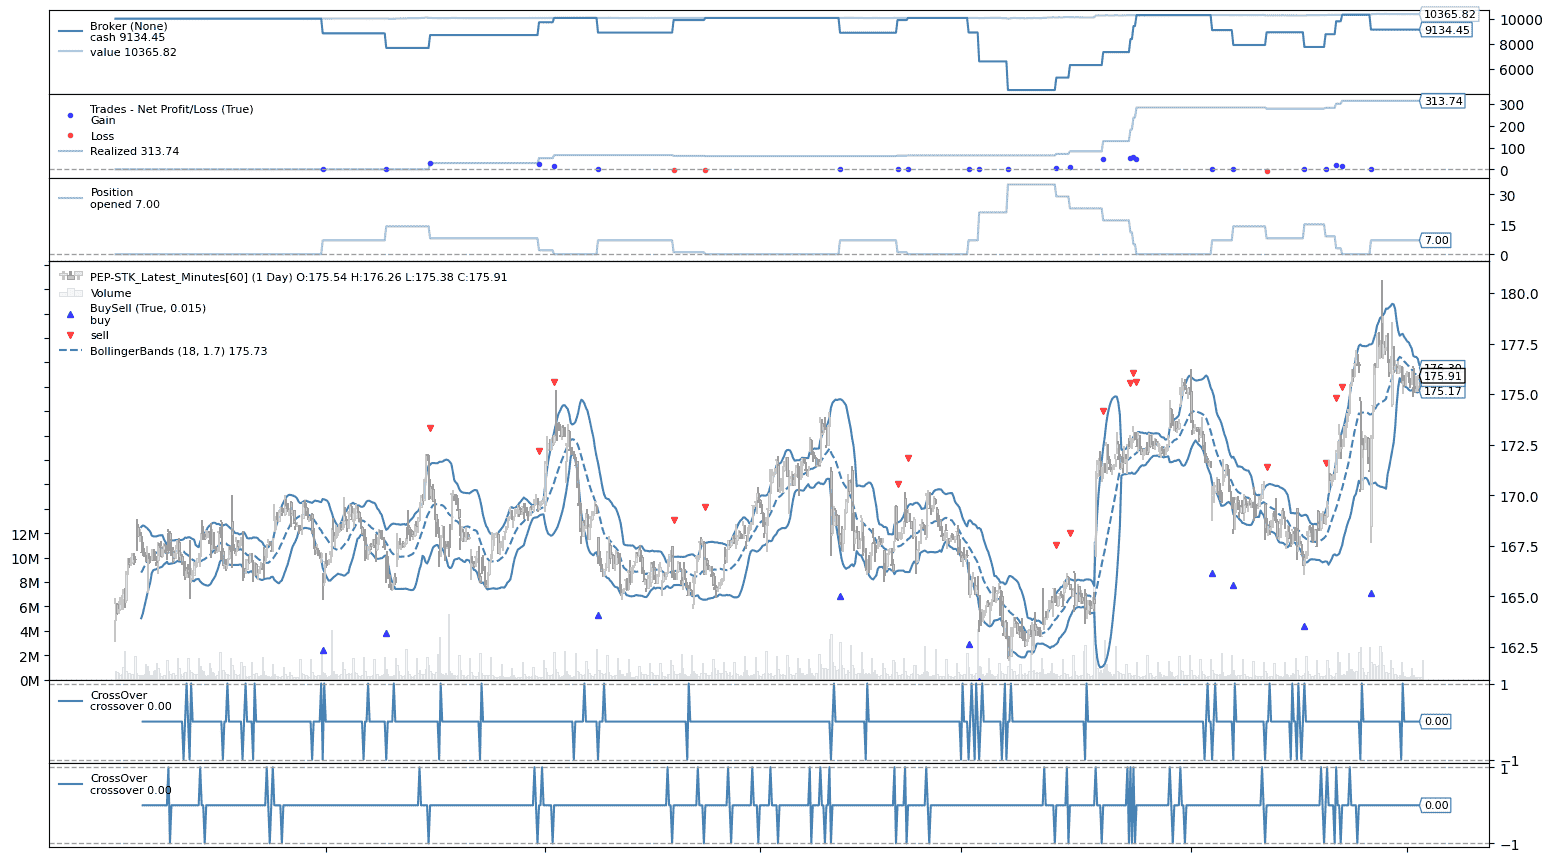 Broker (None)
cash 9134.45
value 10365.82
10365.82
9134.45
10000
8000
6000
Trades - Net Profit/Loss (True)
Gain
Loss
Realized 313.74
313.74
300
200
100
0
Position
opened 7.00
7.00
30
15
0
PEP-STK_Latest_Minutes[60] (1 Day) O:175.54 H:176.26 L:175.38 C:175.91
Volume
BuySell (True, 0.015)
buy
sell
BollingerBands (18, 1.7) 175.73
180.0
177.5
175.0
172.5
170.0
167.5
165.0
162.5
176.30
175.91
175.17
12M
10M
8M
6M
4M
2M
0M
CrossOver
crossover 0.00
1
0.00
−1
CrossOver
crossover 0.00
1
0.00
−1